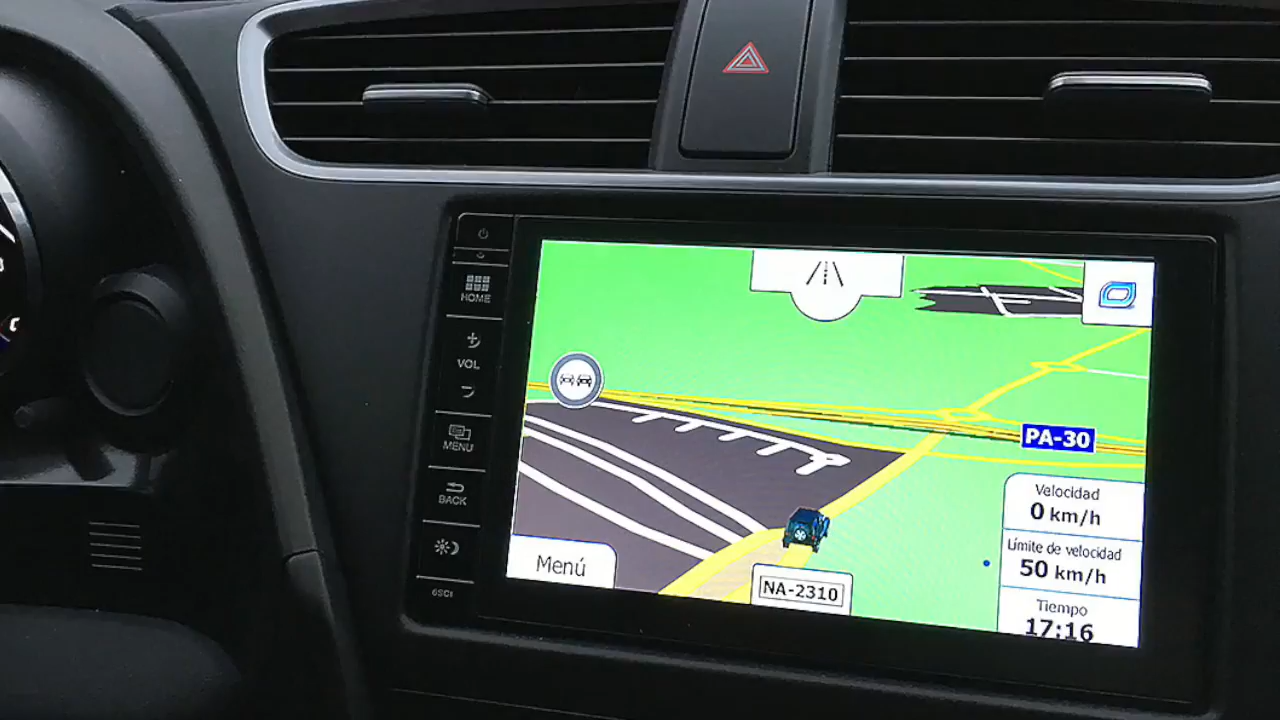 HOME
VOL
MENU
BACK
PA-30
Velocidad
0 km/h
Límite de velocidad
50 km/h
Tiempo
17:16
Menú
NA-2310